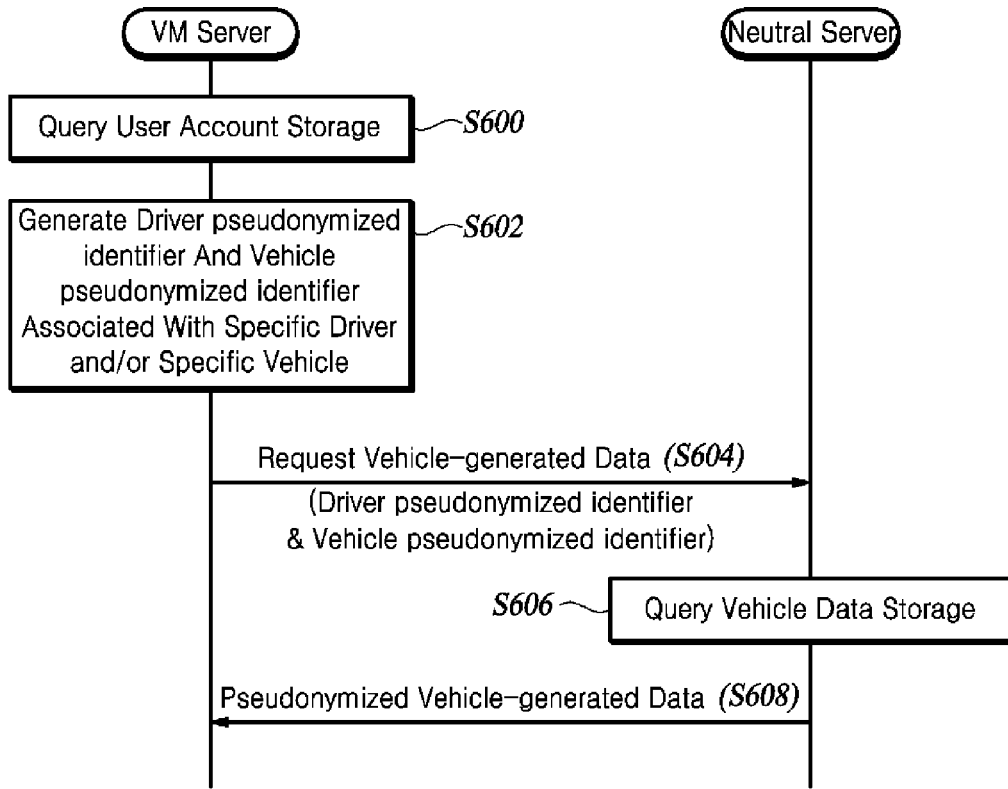 VM Server
Neutral Server
Query User Account Storage
S600
Generate Driver pseudonymized
identifier And Vehicle
pseudonymized identifier
Associated With Specific Driver
and/or Specific Vehicle
S602
Request Vehicle-generated Data (S604)
(Driver pseudonymized identifier
& Vehicle pseudonymized identifier)
S606
Query Vehicle Data Storage
Pseudonymized Vehicle-generated Data (S608)